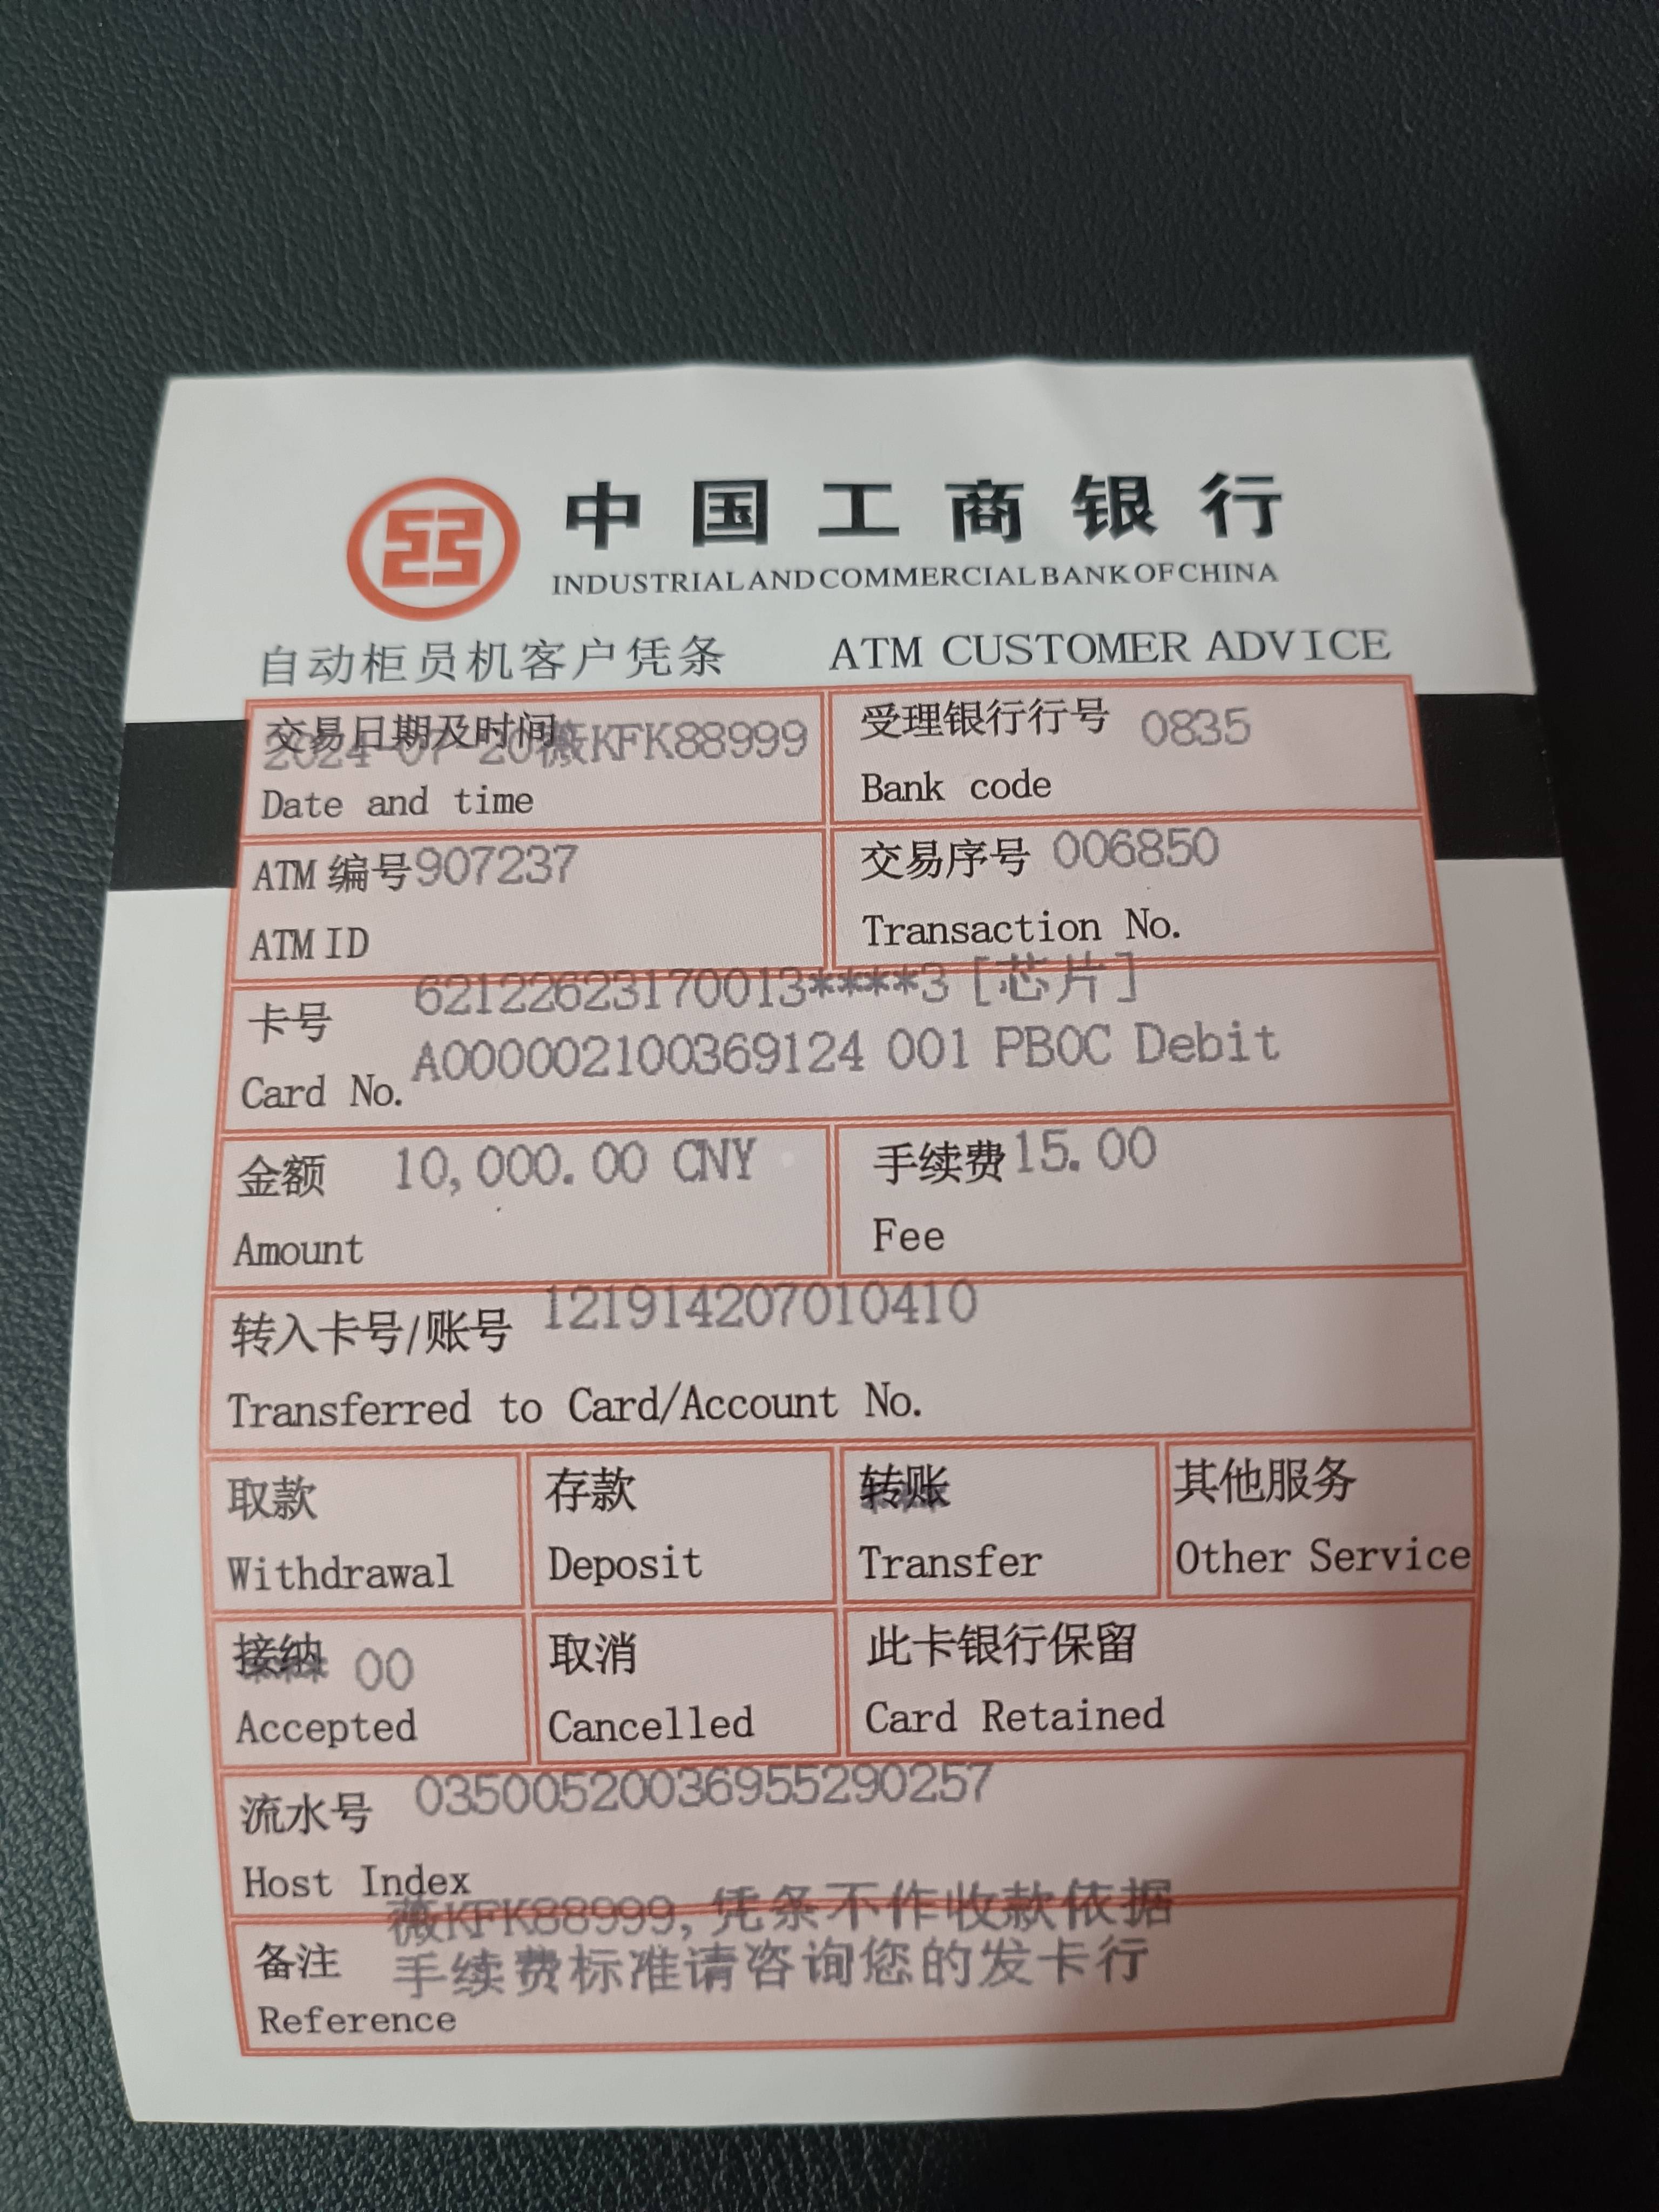 中国工商银行
INDUSTRIAL AND COMMERCIAL BANK OF CHINA
自动柜员机客户凭条 ATM CUSTOMER ADVICE
交易日期及时间 2024-07-20薇KFK88999
Date and time
受理银行行号 0835
Bank code
ATM 编号 907237
ATM ID
交易序号 006850
Transaction No.
卡号 62122623170013****3 [芯片]
A000002100369124 001 PBOC Debit
Card No.
金额 10,000.00 CNY
Amount
手续费 15.00
Fee
转入卡号/账号 121914207010410
Transferred to Card/Account No.
取款
Withdrawal
存款
Deposit
转账 ***
Transfer
其他服务
Other Service
接纳 *** 00
Accepted
取消
Cancelled
此卡银行保留
Card Retained
流水号 035005200369552902​57
Host Index
备注 薇KFK88999,凭条不作收款依据
手续费标准请咨询您的发卡行
Reference